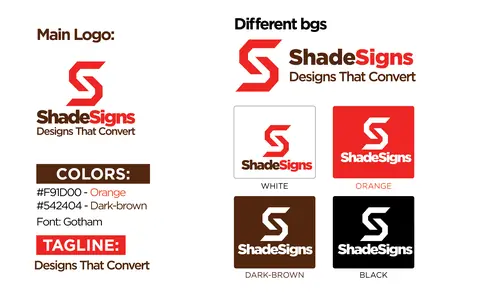 Main Logo:
ShadeSigns
Designs That Convert
COLORS:
#F91D00 - Orange
#542404 - Dark-brown
Font: Gotham
TAGLINE:
Designs That Convert
Different bgs
ShadeSigns
Designs That Convert
ShadeSigns
WHITE
ShadeSigns
ORANGE
ShadeSigns
DARK-BROWN
ShadeSigns
BLACK